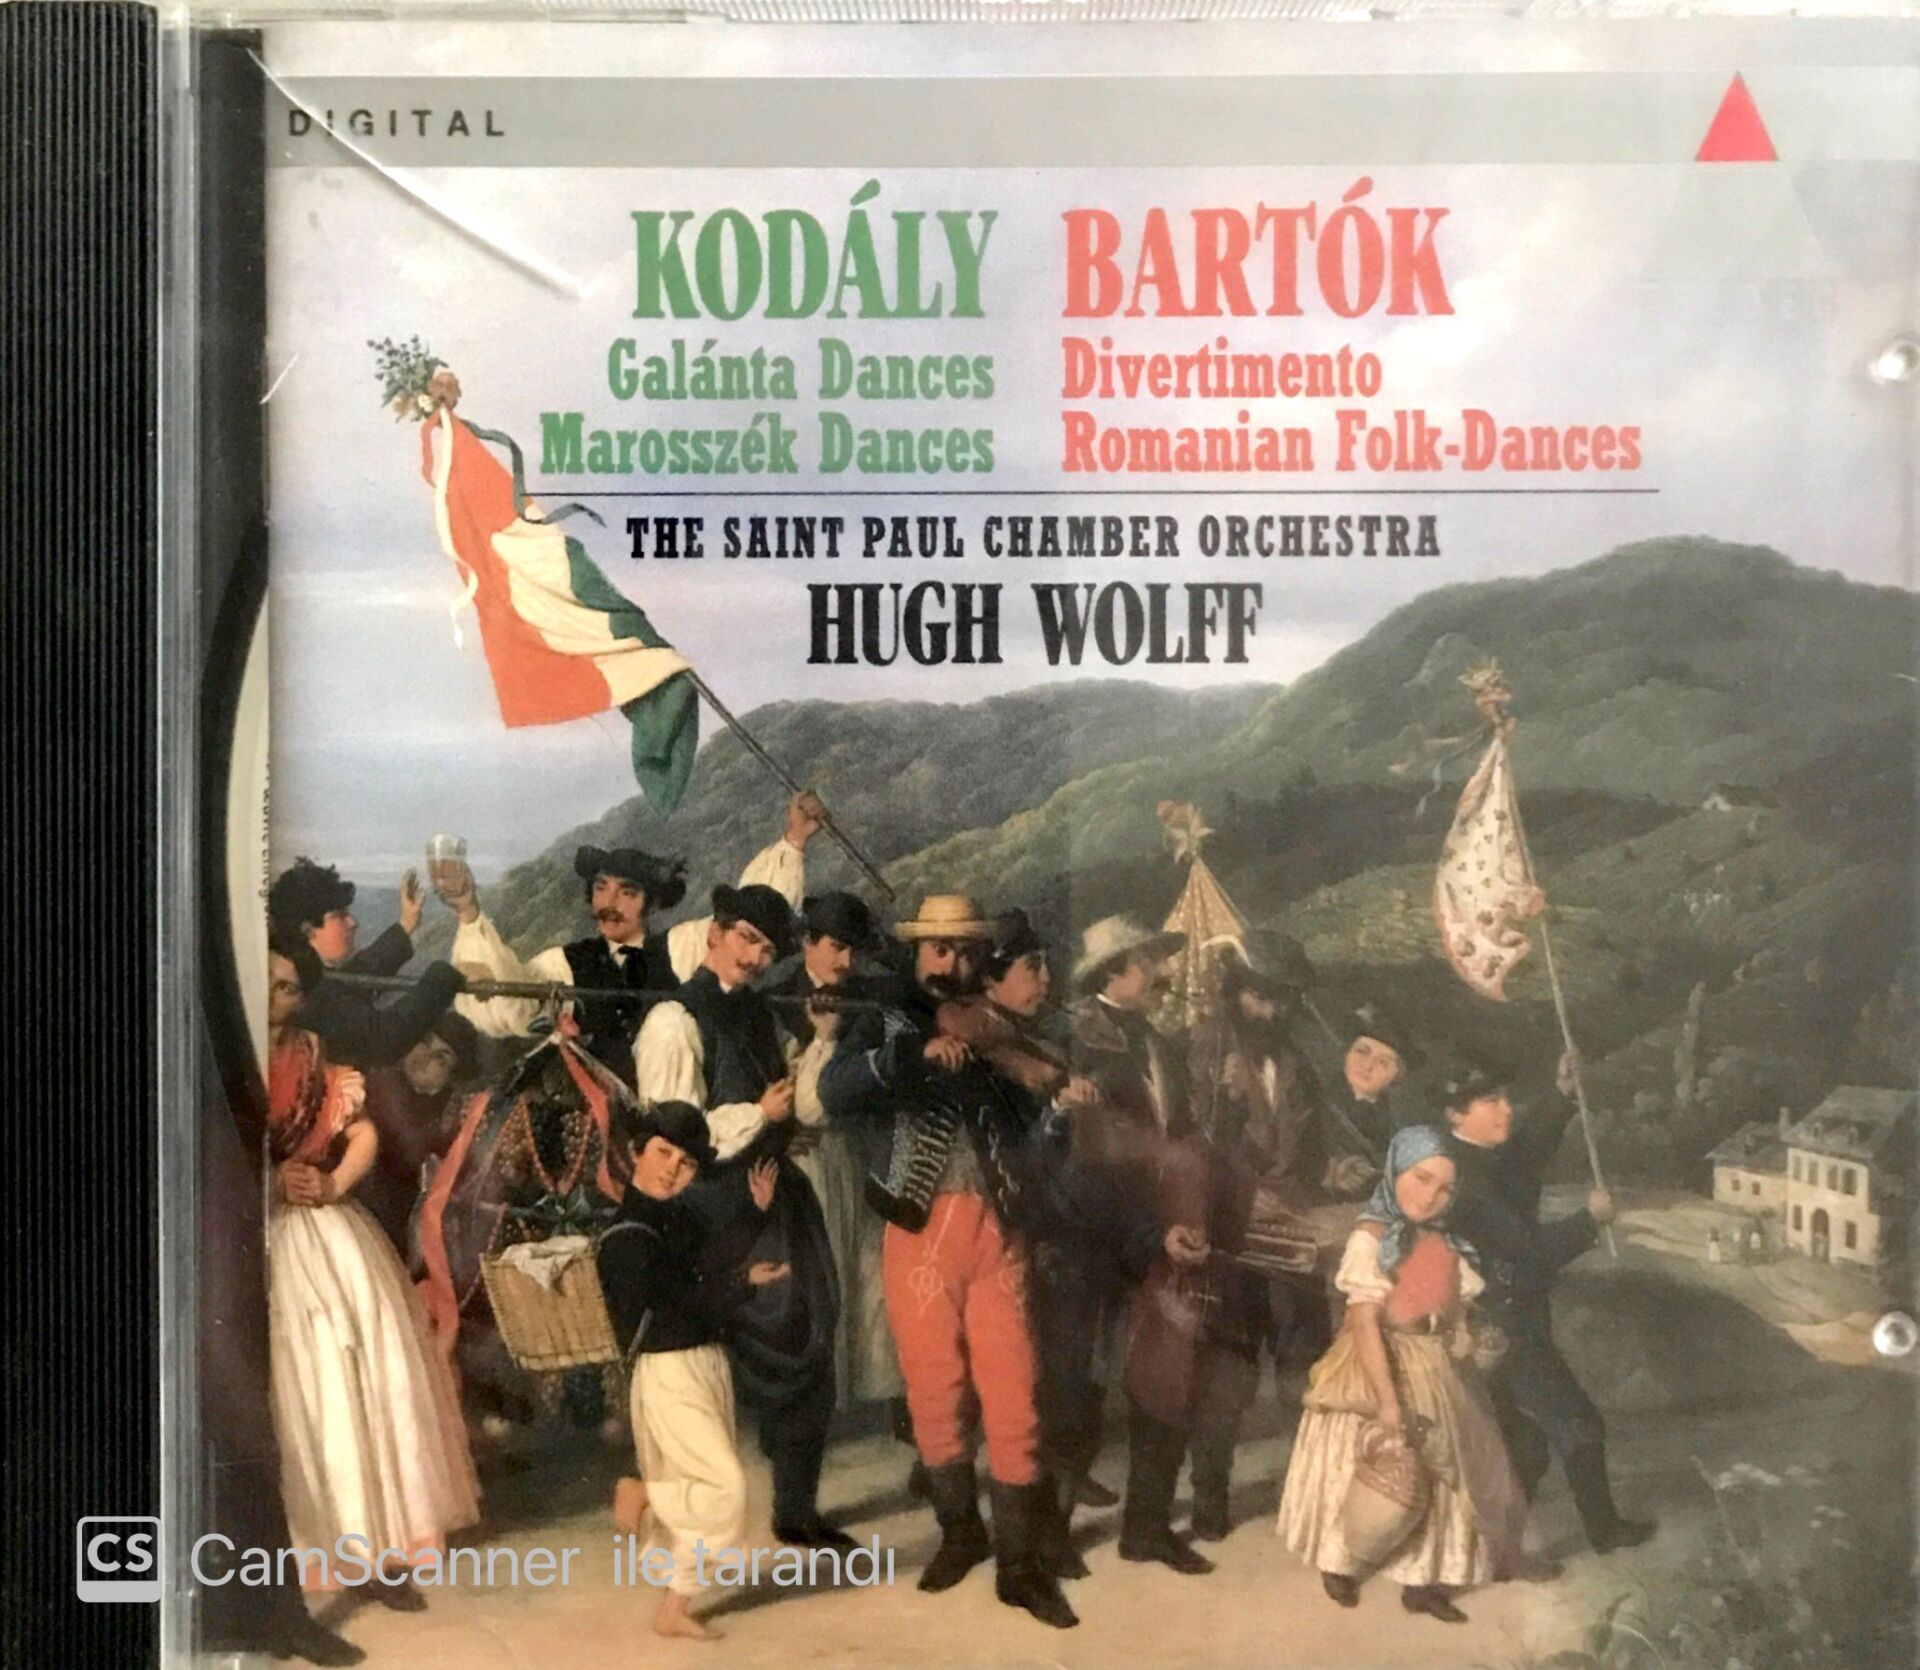 DIGITAL
KODÁLY BARTÓK
Galánta Dances Divertimento
Marosszék Dances Romanian Folk-Dances
THE SAINT PAUL CHAMBER ORCHESTRA
HUGH WOLFF
CS CamScanner ile tarandı